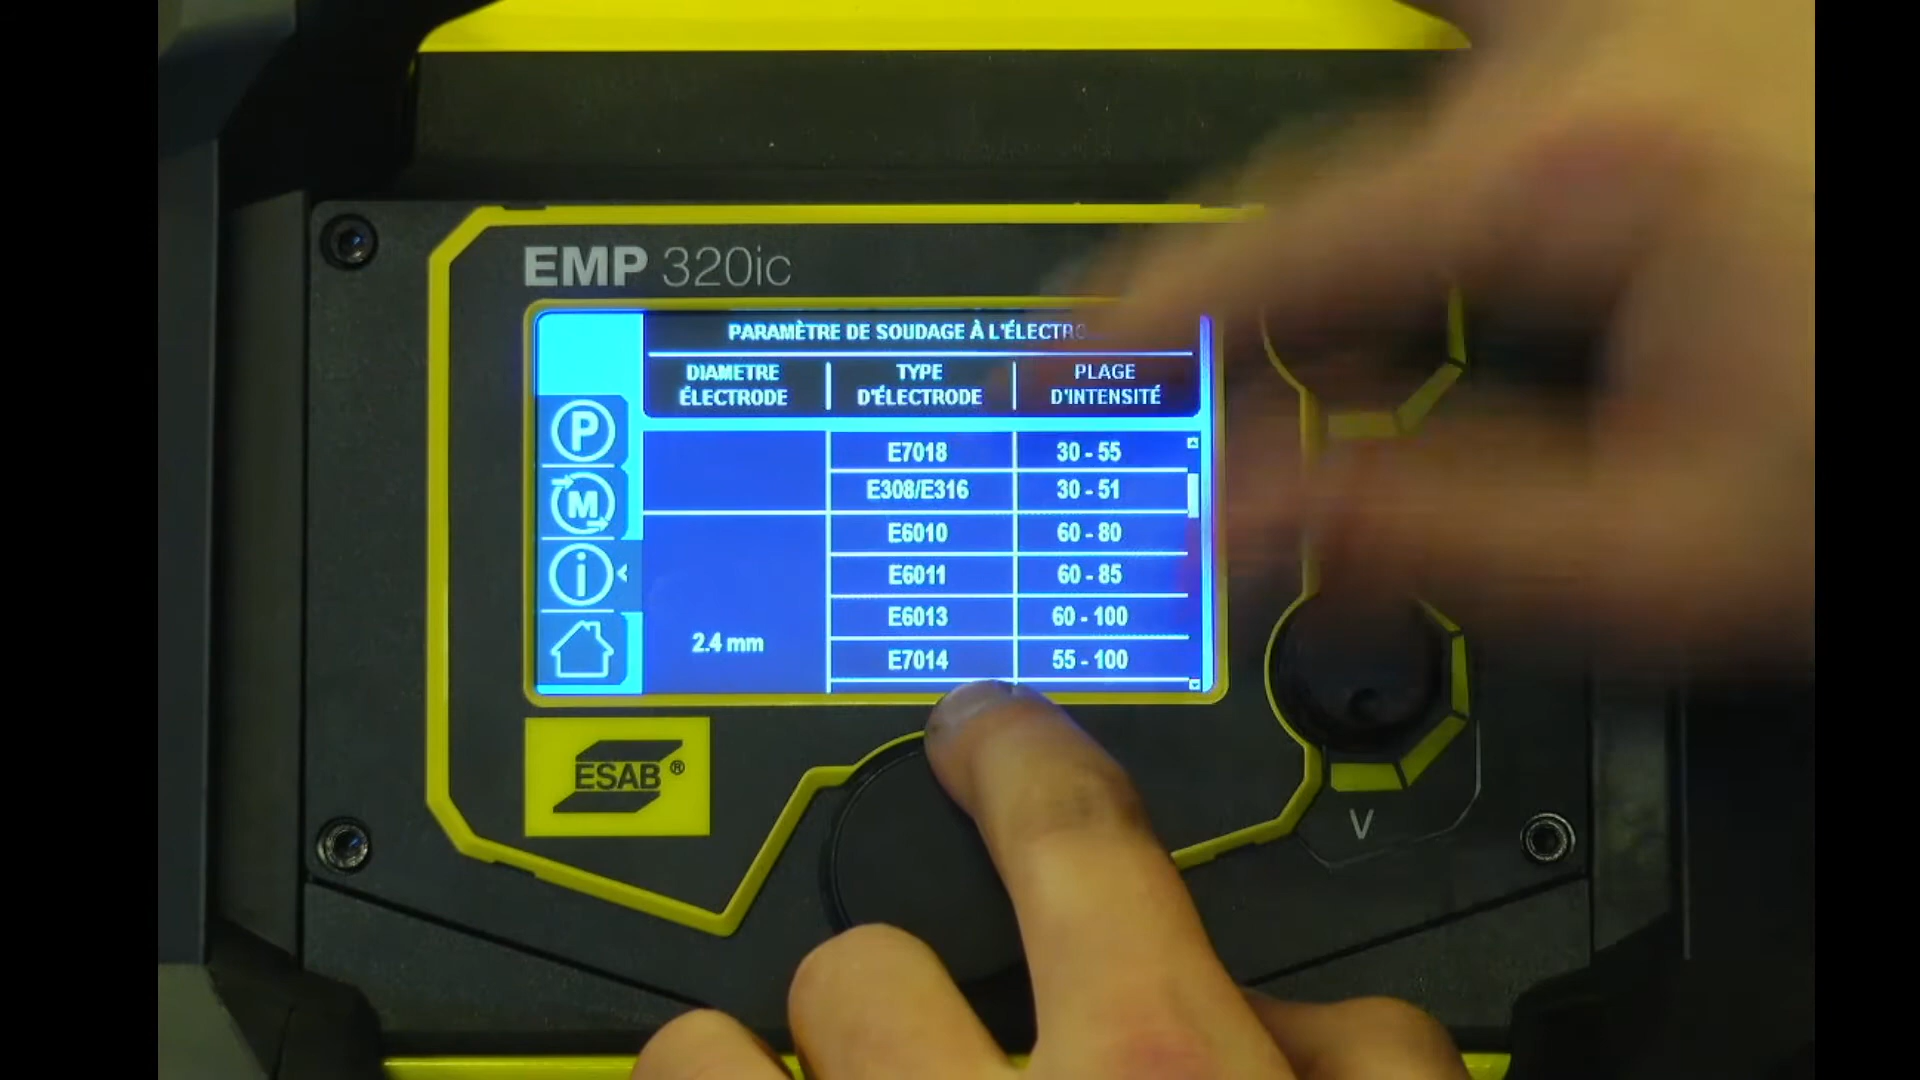 EMP 320ic
PARAMÈTRE DE SOUDAGE À L'ÉLECTRO
DIAMETRE ÉLECTRODE
TYPE D'ÉLECTRODE
PLAGE D'INTENSITÉ
P
M
i
E7018 30 - 55
E308/E316 30 - 51
E6010 60 - 80
E6011 60 - 85
E6013 60 - 100
2.4 mm
E7014 55 - 100
ESAB®
V